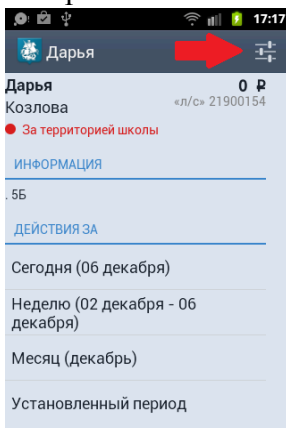 17:17
Дарья
Дарья 0 ₽
Козлова «л/с» 21900154
За территорией школы
ИНФОРМАЦИЯ
. 5Б
ДЕЙСТВИЯ ЗА
Сегодня (06 декабря)
Неделю (02 декабря - 06
декабря)
Месяц (декабрь)
Установленный период